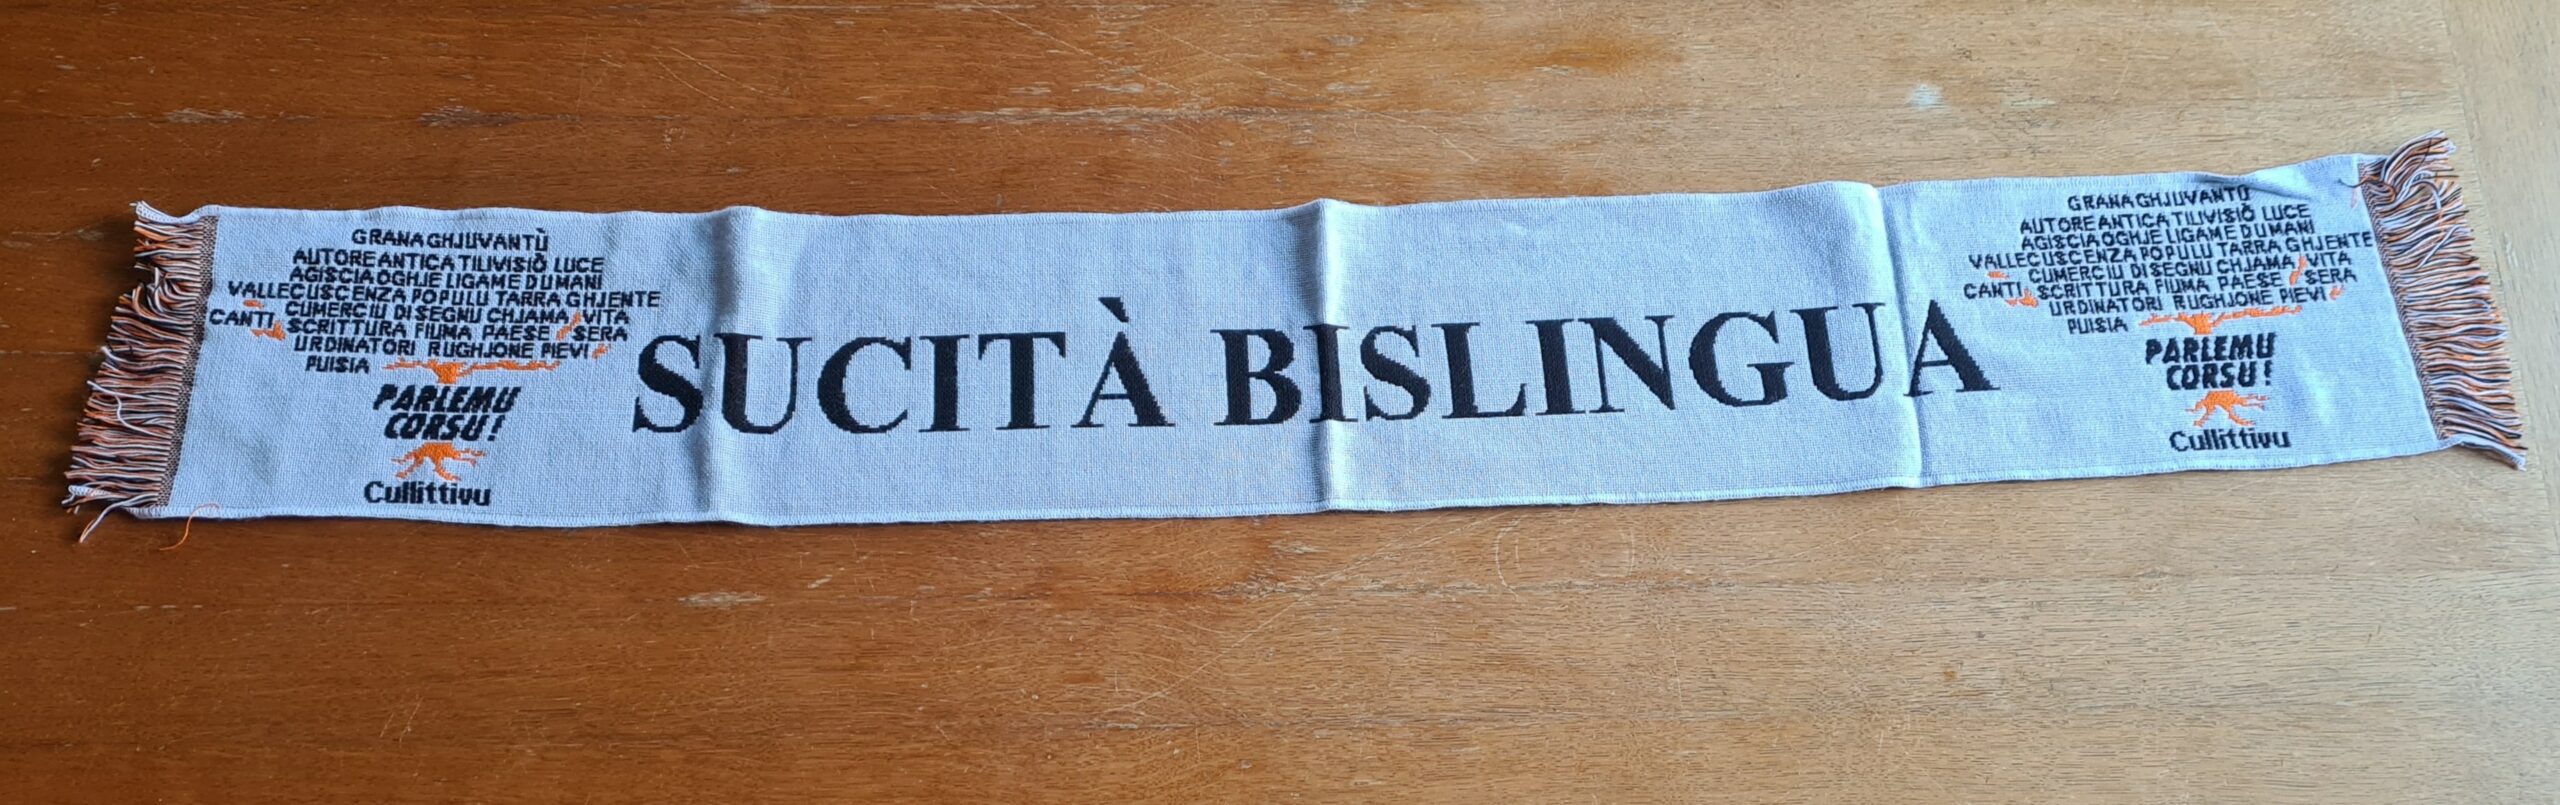 GRANA GHJUVANTÙ
AUTORE ANTICA TILIVISIÒ LUCE
AGISCIA OGHJE LIGAME DUMANI
VALLE CUSCENZA POPULU TARRA GHJENTE
CUMERCIU DISEGNU CHJAMA VITA
CANTI SCRITTURA FIUMA PAESE SERA
URDINATORI RUGHJONE PIEVI
PUISIA
PARLEMU
CORSU!
Cullittivu
SUCITÀ BISLINGUA
GRANA GHJUVANTÙ
AUTORE ANTICA TILIVISIÒ LUCE
AGISCIA OGHJE LIGAME DUMANI
VALLE CUSCENZA POPULU TARRA GHJENTE
CUMERCIU DISEGNU CHJAMA VITA
CANTI SCRITTURA FIUMA PAESE SERA
URDINATORI RUGHJONE PIEVI
PUISIA
PARLEMU
CORSU!
Cullittivu